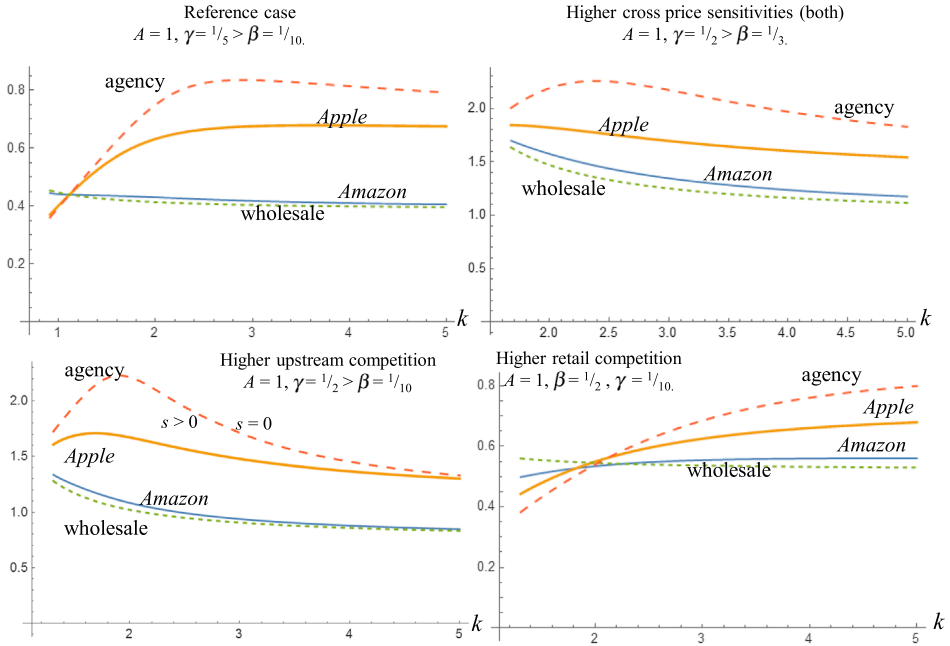 Reference case
A = 1, γ = 1/5 > β = 1/10.
agency
Apple
Amazon
wholesale
0.8
0.6
0.4
0.2
1
2
3
4
5
k
Higher cross price sensitivities (both)
A = 1, γ = 1/2 > β = 1/3.
agency
Apple
Amazon
wholesale
2.0
1.5
1.0
0.5
2.0
2.5
3.0
3.5
4.0
4.5
5.0
k
Higher upstream competition
A = 1, γ = 1/2 > β = 1/10
agency
s > 0
s = 0
Apple
Amazon
wholesale
2.0
1.5
1.0
0.5
2
3
4
5
k
Higher retail competition
A = 1, β = 1/2 , γ = 1/10.
agency
Apple
Amazon
wholesale
0.8
0.6
0.4
0.2
2
3
4
5
k